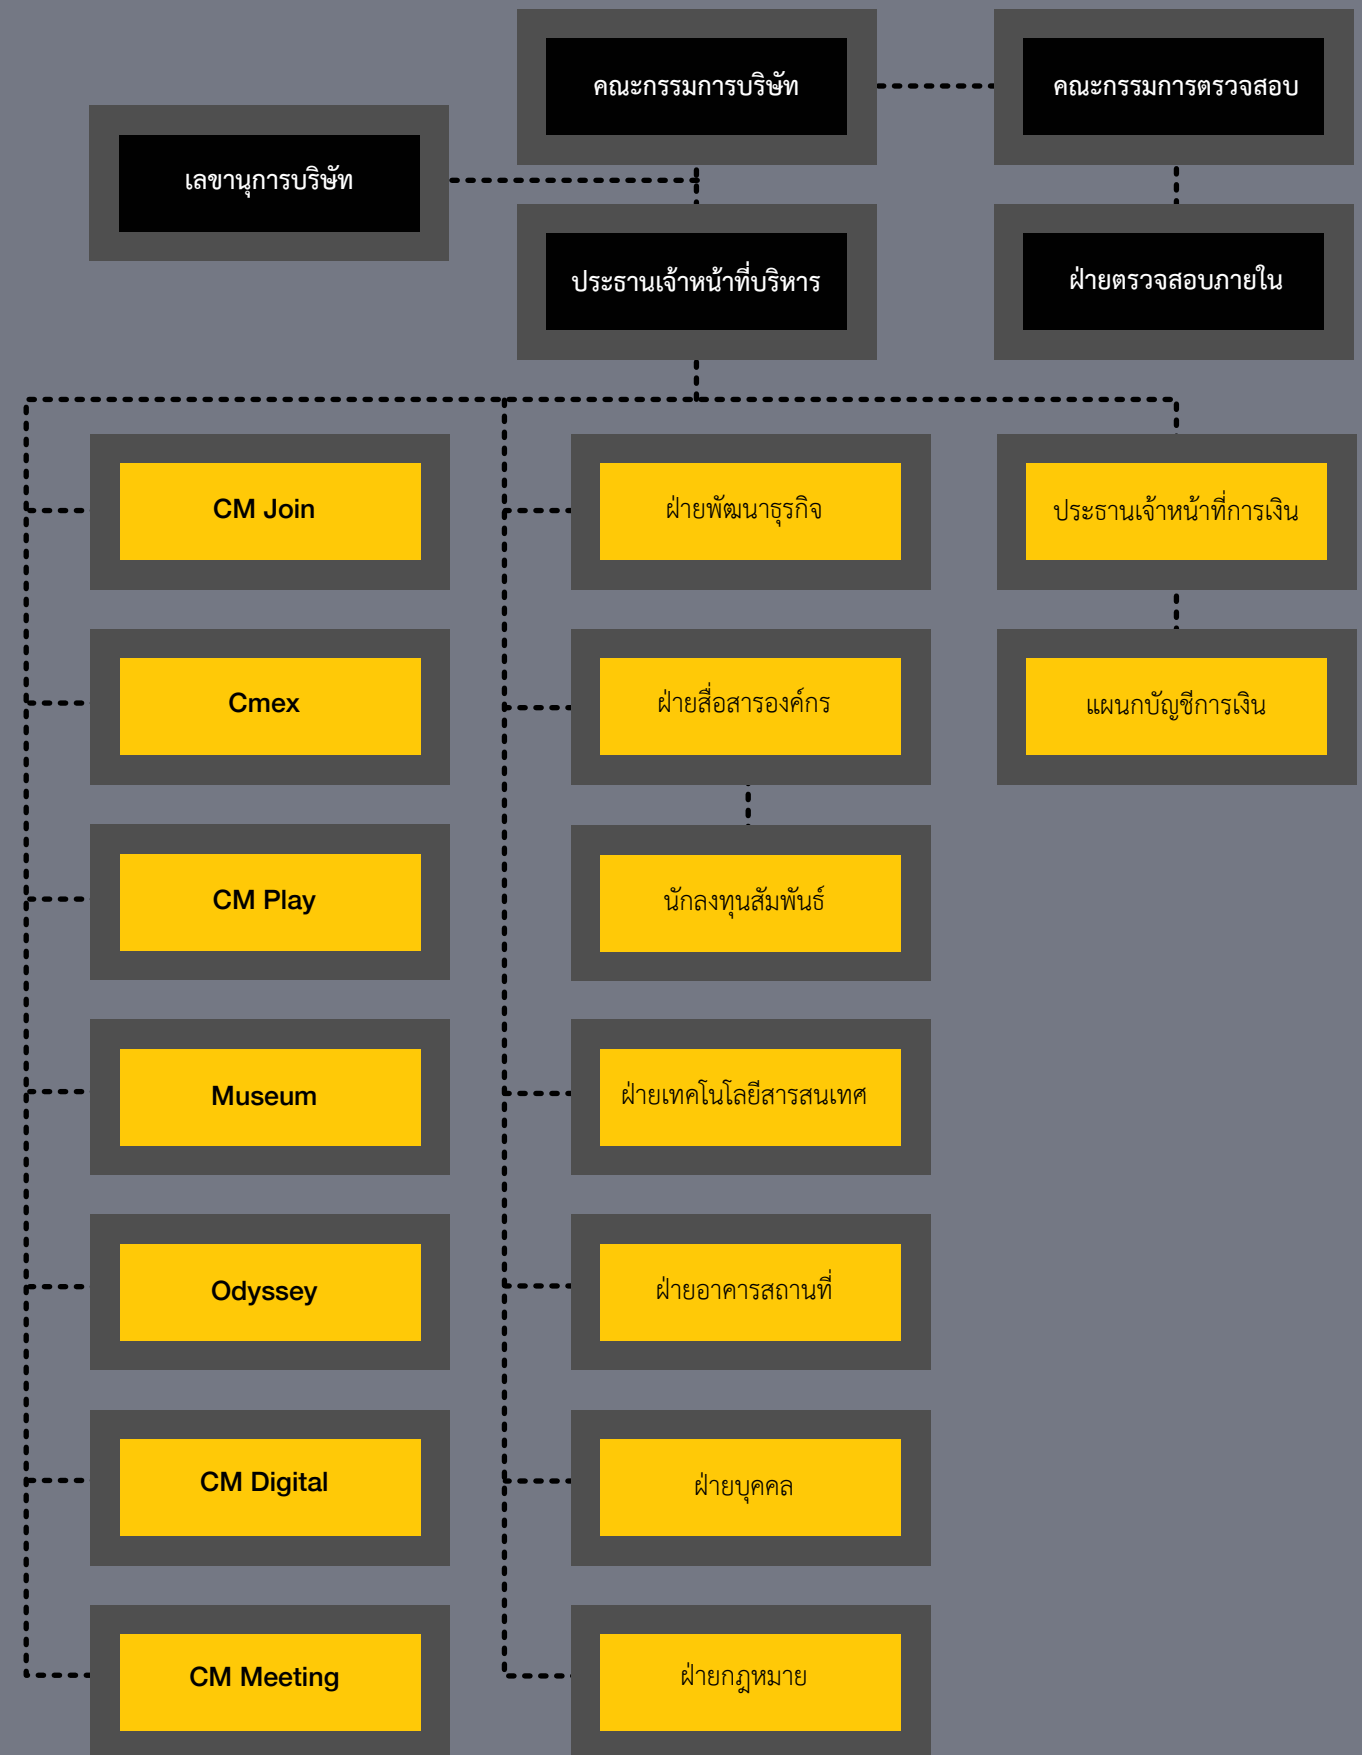 คณะกรรมการบริษัท
คณะกรรมการตรวจสอบ
เลขานุการบริษัท
ประธานเจ้าหน้าที่บริหาร
ฝ่ายตรวจสอบภายใน
CM Join
ฝ่ายพัฒนาธุรกิจ
ประธานเจ้าหน้าที่การเงิน
Cmex
ฝ่ายสื่อสารองค์กร
แผนกบัญชีการเงิน
CM Play
นักลงทุนสัมพันธ์
Museum
ฝ่ายเทคโนโลยีสารสนเทศ
Odyssey
ฝ่ายอาคารสถานที่
CM Digital
ฝ่ายบุคคล
CM Meeting
ฝ่ายกฎหมาย